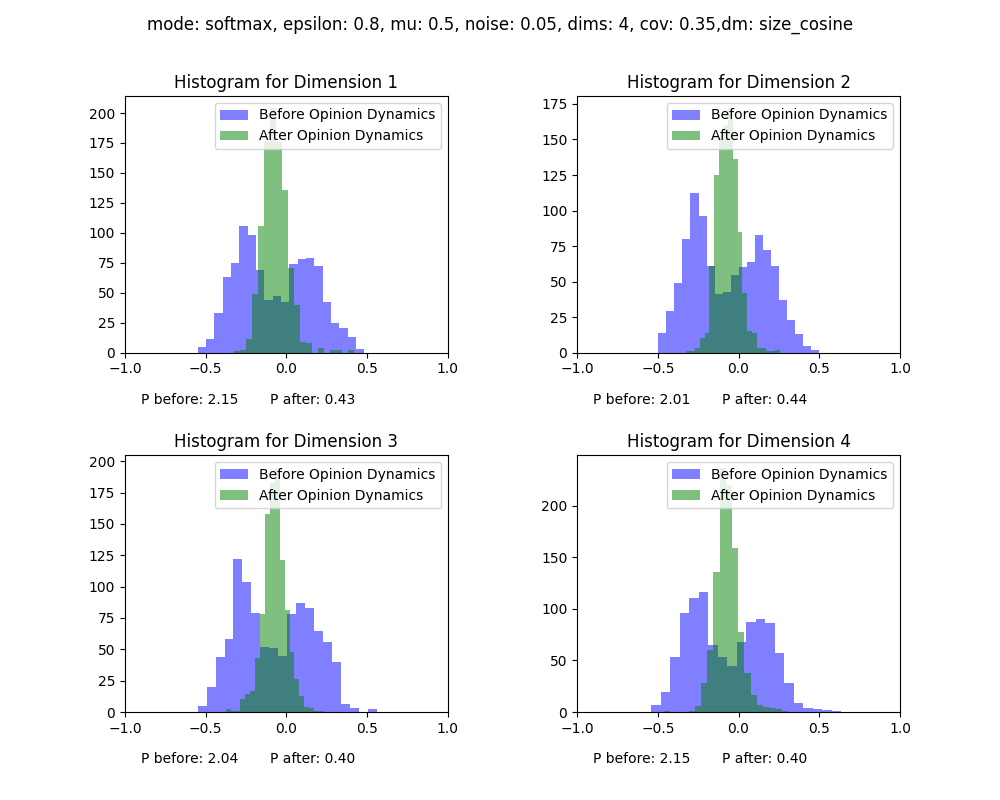 mode: softmax, epsilon: 0.8, mu: 0.5, noise: 0.05, dims: 4, cov: 0.35,dm: size_cosine
Histogram for Dimension 1
Before Opinion Dynamics
After Opinion Dynamics
200
175
150
125
100
75
50
25
0
−1.0 −0.5 0.0 0.5 1.0
P before: 2.15 P after: 0.43
Histogram for Dimension 2
Before Opinion Dynamics
After Opinion Dynamics
175
150
125
100
75
50
25
0
−1.0 −0.5 0.0 0.5 1.0
P before: 2.01 P after: 0.44
Histogram for Dimension 3
Before Opinion Dynamics
After Opinion Dynamics
200
175
150
125
100
75
50
25
0
−1.0 −0.5 0.0 0.5 1.0
P before: 2.04 P after: 0.40
Histogram for Dimension 4
Before Opinion Dynamics
After Opinion Dynamics
200
150
100
50
0
−1.0 −0.5 0.0 0.5 1.0
P before: 2.15 P after: 0.40